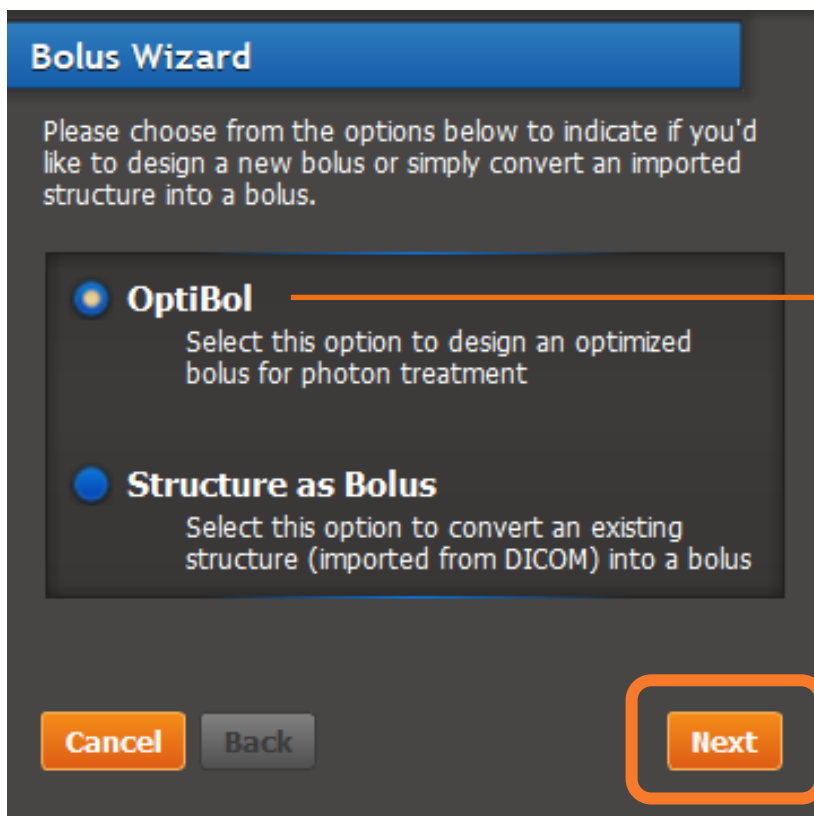 Bolus Wizard
Please choose from the options below to indicate if you'd
like to design a new bolus or simply convert an imported
structure into a bolus.
OptiBol
Select this option to design an optimized
bolus for photon treatment
Structure as Bolus
Select this option to convert an existing
structure (imported from DICOM) into a bolus
Cancel Back Next